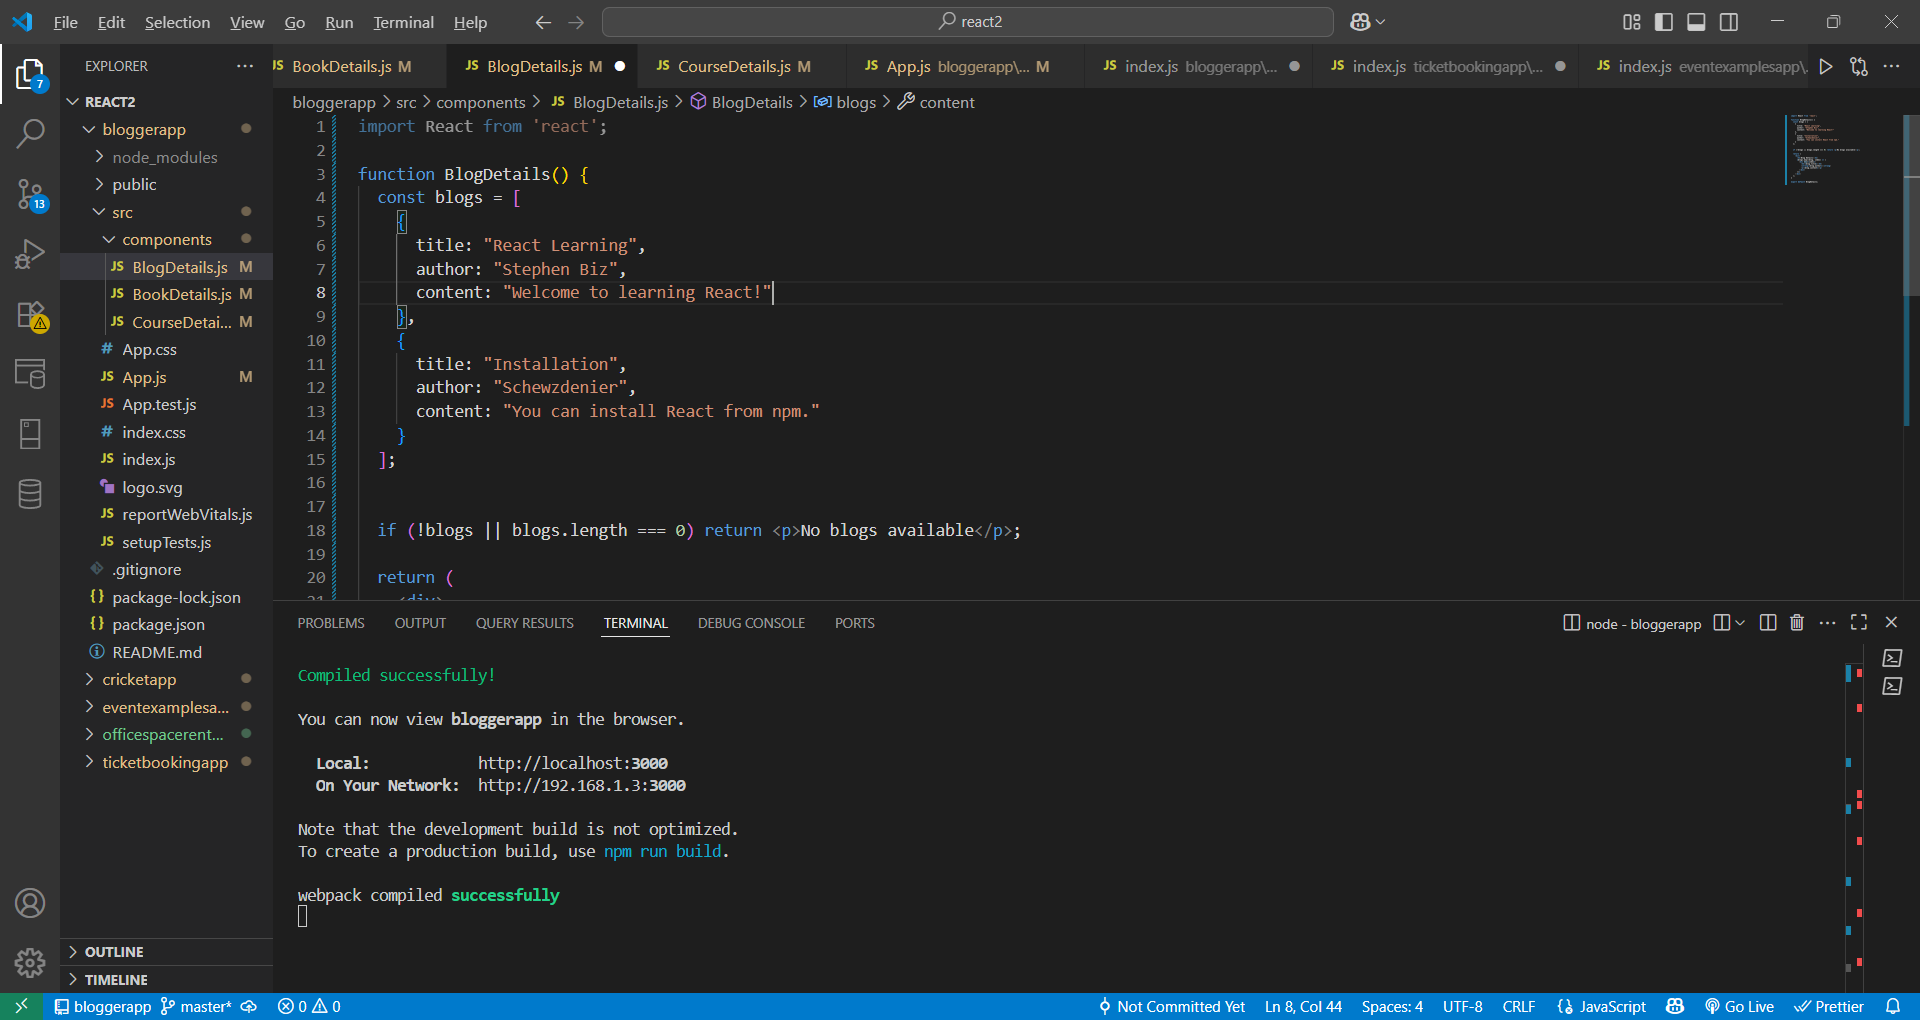 File Edit Selection View Go Run Terminal Help
react2
EXPLORER
7
13
REACT2
bloggerapp
node_modules
public
src
components
JS BlogDetails.js M
JS BookDetails.js M
JS CourseDetai... M
# App.css
JS App.js M
JS App.test.js
# index.css
JS index.js
logo.svg
JS reportWebVitals.js
JS setupTests.js
.gitignore
{} package-lock.json
{} package.json
README.md
cricketapp
eventexamplesa...
officespacerent...
ticketbookingapp
OUTLINE
TIMELINE
JS BookDetails.js M JS BlogDetails.js M JS CourseDetails.js M JS App.js bloggerapp\... M JS index.js bloggerapp\... JS index.js ticketbookingapp\... JS index.js eventexamplesapp\.
bloggerapp > src > components > JS BlogDetails.js > BlogDetails > blogs > content
1 import React from 'react';
2
3 function BlogDetails() {
4 const blogs = [
5 {
6 title: "React Learning",
7 author: "Stephen Biz",
8 content: "Welcome to learning React!"
9 },
10 {
11 title: "Installation",
12 author: "Schewzdenier",
13 content: "You can install React from npm."
14 }
15 ];
16
17
18 if (!blogs || blogs.length === 0) return <p>No blogs available</p>;
19
20 return (
21 <div>
PROBLEMS OUTPUT QUERY RESULTS TERMINAL DEBUG CONSOLE PORTS
node - bloggerapp
Compiled successfully!
You can now view bloggerapp in the browser.
Local: http://localhost:3000
On Your Network: http://192.168.1.3:3000
Note that the development build is not optimized.
To create a production build, use npm run build.
webpack compiled successfully
bloggerapp master* 0 0 Not Committed Yet Ln 8, Col 44 Spaces: 4 UTF-8 CRLF {} JavaScript Go Live Prettier